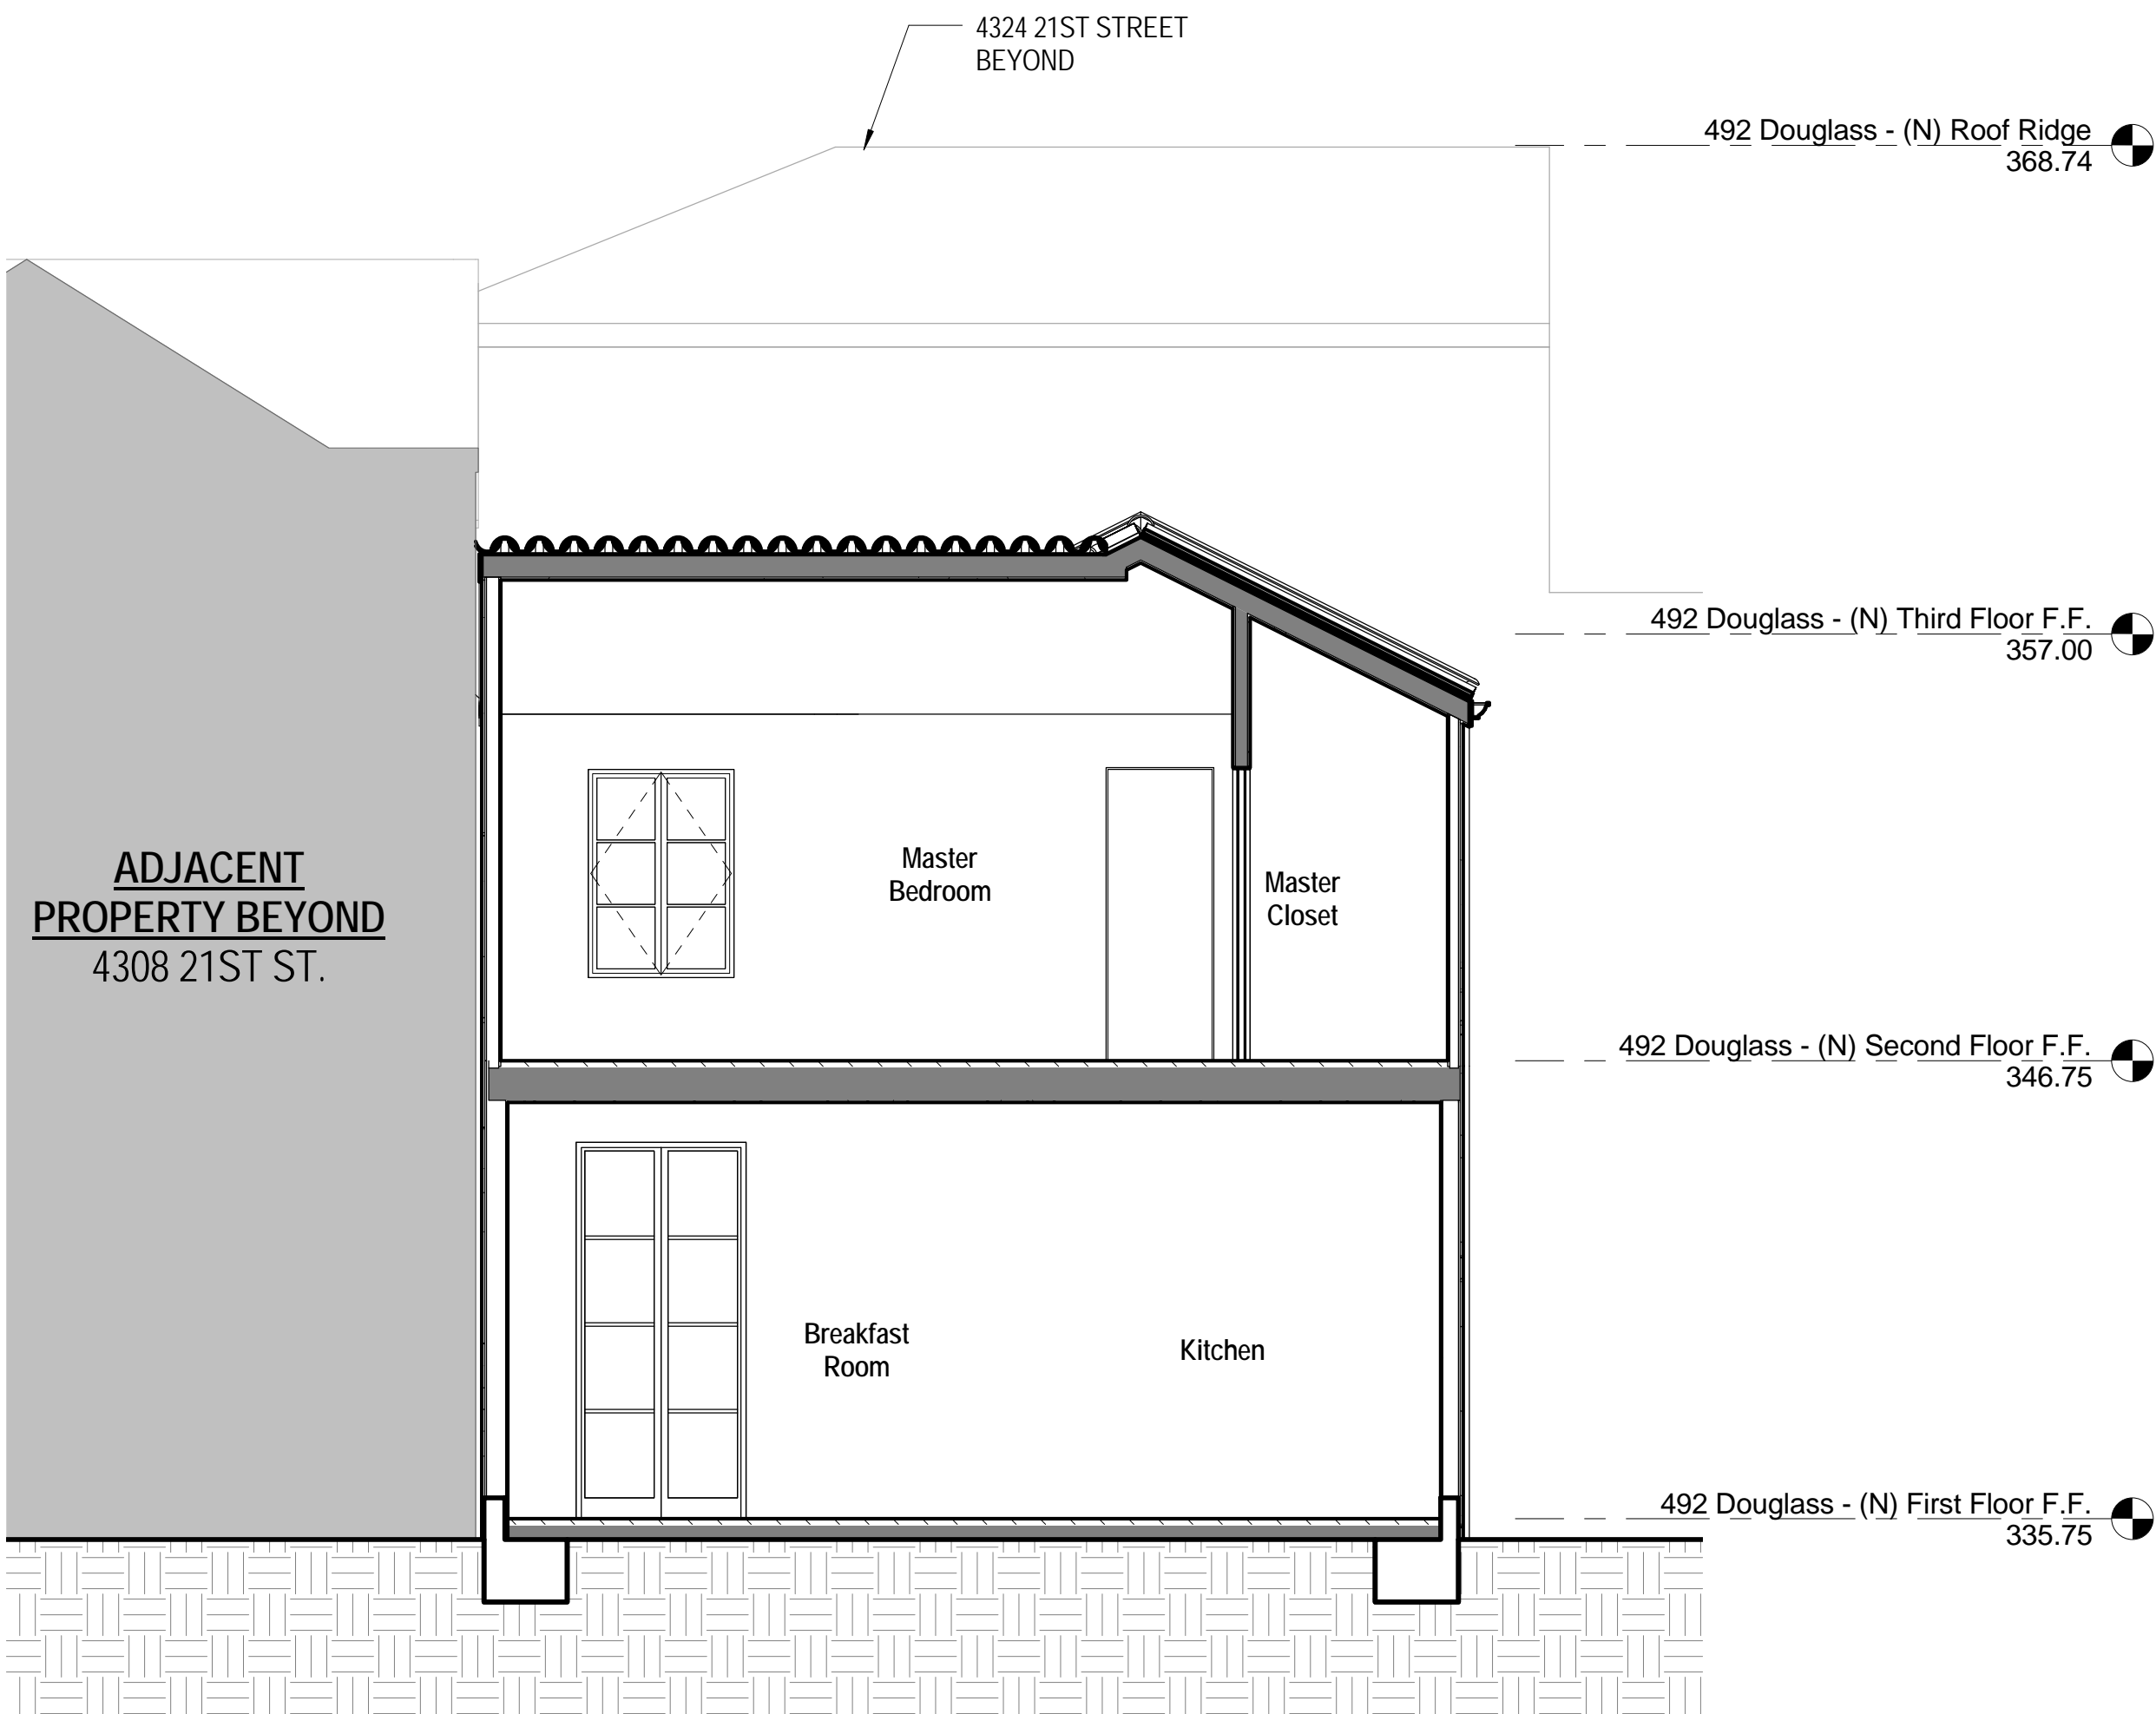 4324 21ST STREET
BEYOND
492 Douglass - (N) Roof Ridge
368.74
492 Douglass - (N) Third Floor F.F.
357.00
ADJACENT
PROPERTY BEYOND
4308 21ST ST.
Master
Bedroom
Master
Closet
492 Douglass - (N) Second Floor F.F.
346.75
Breakfast
Room
Kitchen
492 Douglass - (N) First Floor F.F.
335.75